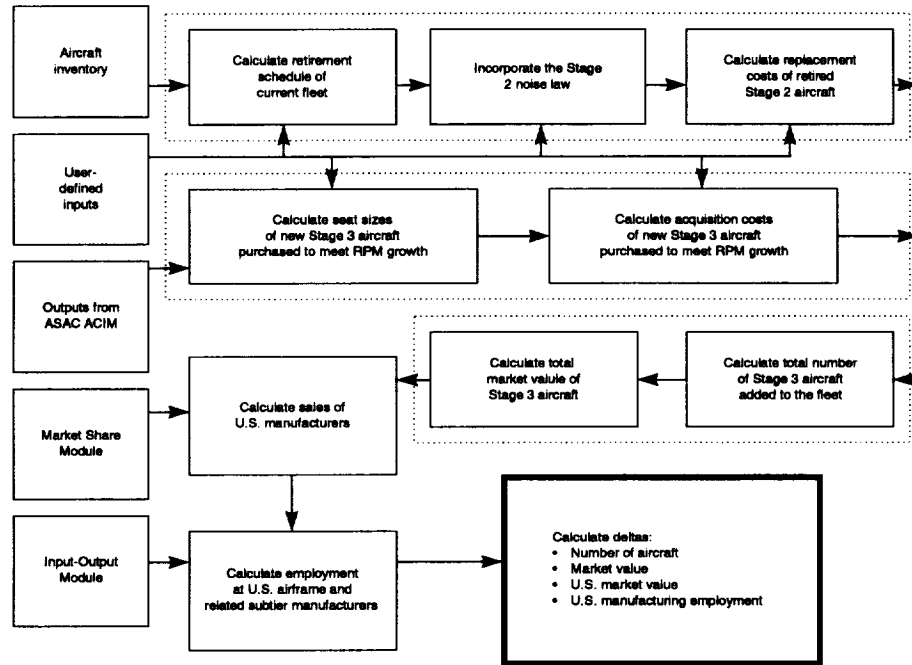 Aircraft
inventory
Calculate retirement
schedule of
current fleet
Incorporate the Stage
2 noise law
Calculate replacement
costs of retired
Stage 2 aircraft
User-
defined
inputs
Calculate seat sizes
of new Stage 3 aircraft
purchased to meet RPM growth
Calculate acquisition costs
of new Stage 3 aircraft
purchased to meet RPM growth
Outputs from
ASAC ACIM
Calculate total
market valuie of
Stage 3 aircraft
Calculate total number
of Stage 3 aircraft
added to the fleet
Market Share
Module
Calculate sales of
U.S. manufacturers
Input-Output
Module
Calculate employment
at U.S. airframe and
related subtier manufacturers
Calculate deltas:
• Number of aircraft
• Market value
• U.S. market value
• U.S. manufacturing employment